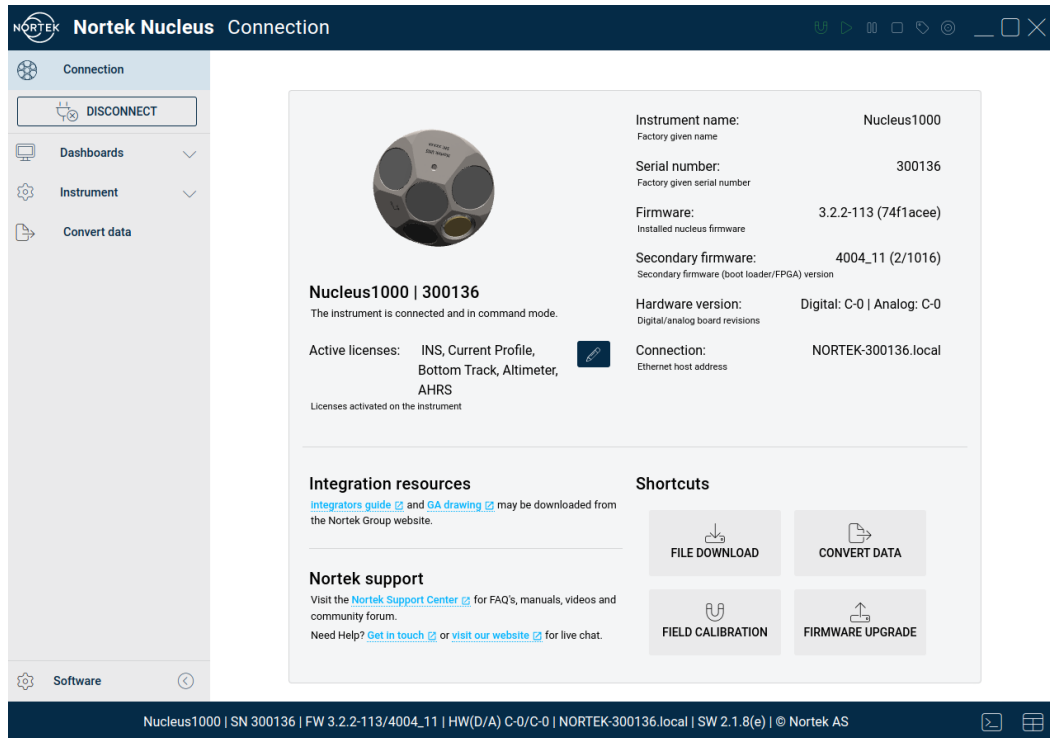 NORTEK
Nortek Nucleus Connection
Connection
DISCONNECT
Dashboards
Instrument
Convert data
Software
Nucleus1000 | 300136
The instrument is connected and in command mode.
Active licenses: INS, Current Profile,
Bottom Track, Altimeter,
AHRS
Licenses activated on the instrument
Instrument name: Nucleus1000
Factory given name
Serial number: 300136
Factory given serial number
Firmware: 3.2.2-113 (74f1acee)
Installed nucleus firmware
Secondary firmware: 4004_11 (2/1016)
Secondary firmware (boot loader/FPGA) version
Hardware version: Digital: C-0 | Analog: C-0
Digital/analog board revisions
Connection: NORTEK-300136.local
Ethernet host address
Integration resources
integrators guide and GA drawing may be downloaded from
the Nortek Group website.
Nortek support
Visit the Nortek Support Center for FAQ's, manuals, videos and
community forum.
Need Help? Get in touch or visit our website for live chat.
Shortcuts
FILE DOWNLOAD
CONVERT DATA
FIELD CALIBRATION
FIRMWARE UPGRADE
Nucleus1000 | SN 300136 | FW 3.2.2-113/4004_11 | HW(D/A) C-0/C-0 | NORTEK-300136.local | SW 2.1.8(e) | © Nortek AS